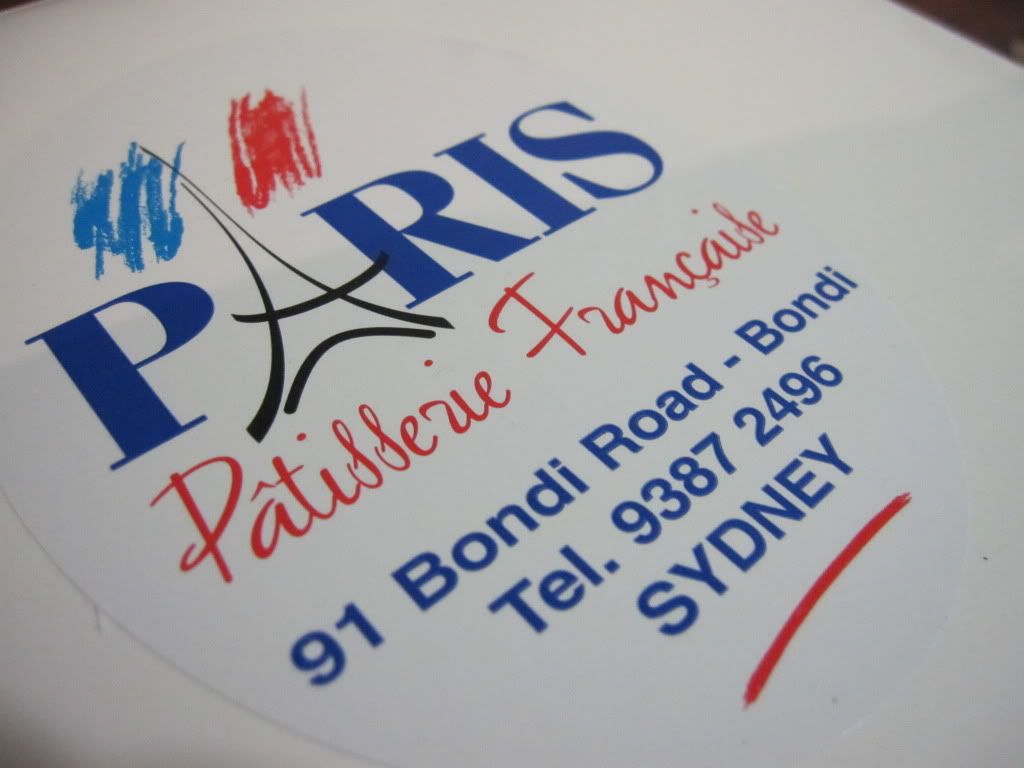 PARIS
Pâtisserie Française
91 Bondi Road - Bondi
Tel. 9387 2496
SYDNEY